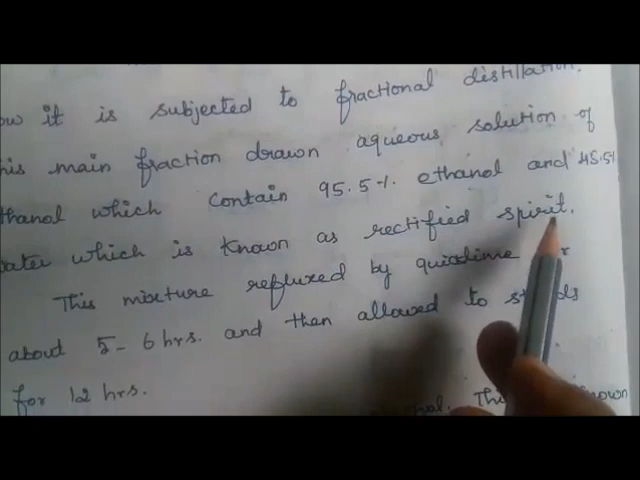 ow it is subjected to fractional distillation.
his main fraction drawn aqueous solution of
thanol which contain 95.5% ethanol and 45.5%
ater which is known as rectified spirit.
This mixture refluxed by quicklime
about 5-6 hrs. and then allowed to
for 12 hrs.